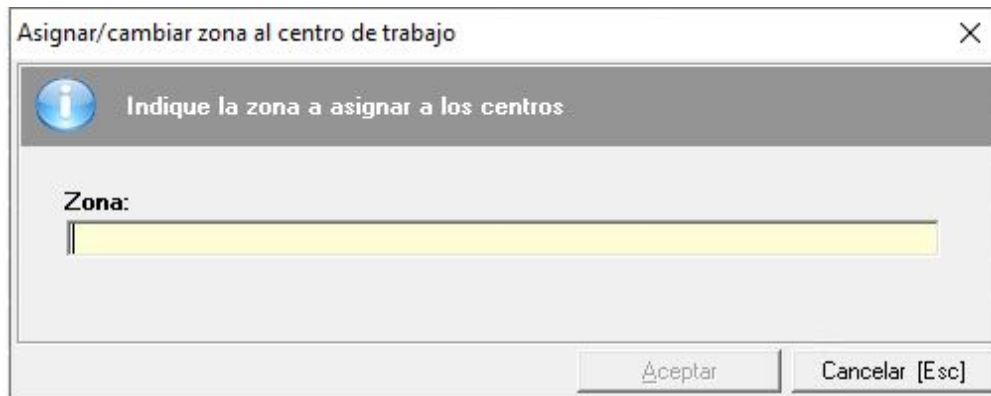 Asignar/cambiar zona al centro de trabajo
Indique la zona a asignar a los centros
Zona:
Aceptar
Cancelar [Esc]